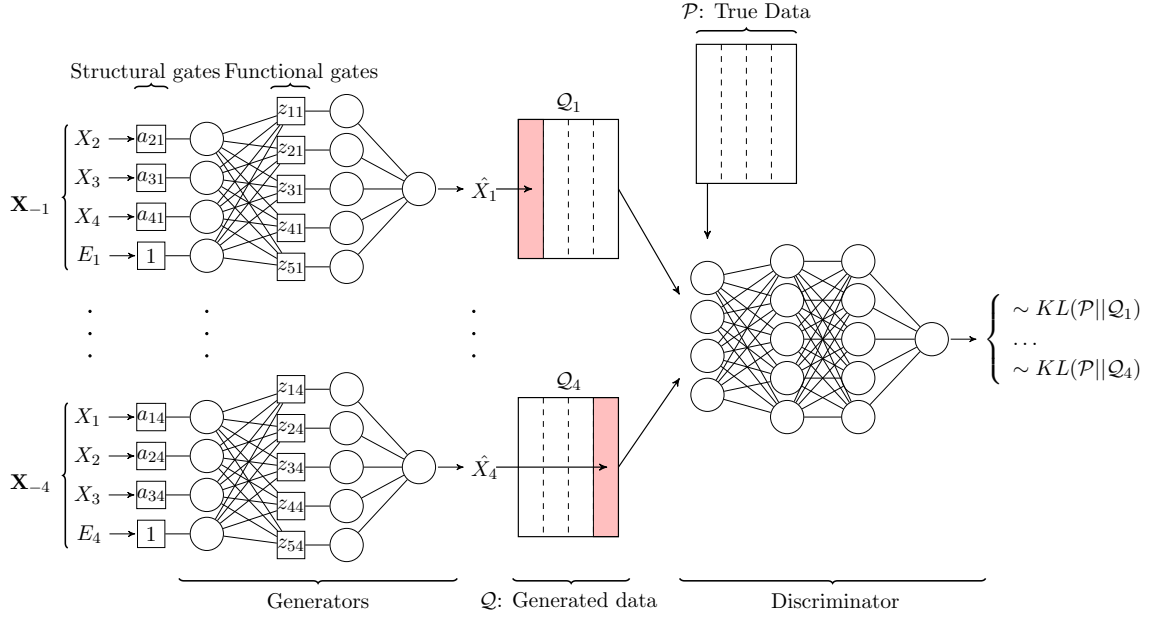 𝒫: True Data
Structural gates
Functional gates
X₂
a₂₁
X₃
a₃₁
X₄
a₄₁
E₁
1
X₋₁
z₁₁
z₂₁
z₃₁
z₄₁
z₅₁
X̂₁
𝒬₁
X₁
a₁₄
X₂
a₂₄
X₃
a₃₄
E₄
1
X₋₄
z₁₄
z₂₄
z₃₄
z₄₄
z₅₄
X̂₄
𝒬₄
∼ KL(𝒫||𝒬₁)
...
∼ KL(𝒫||𝒬₄)
Generators
𝒬: Generated data
Discriminator